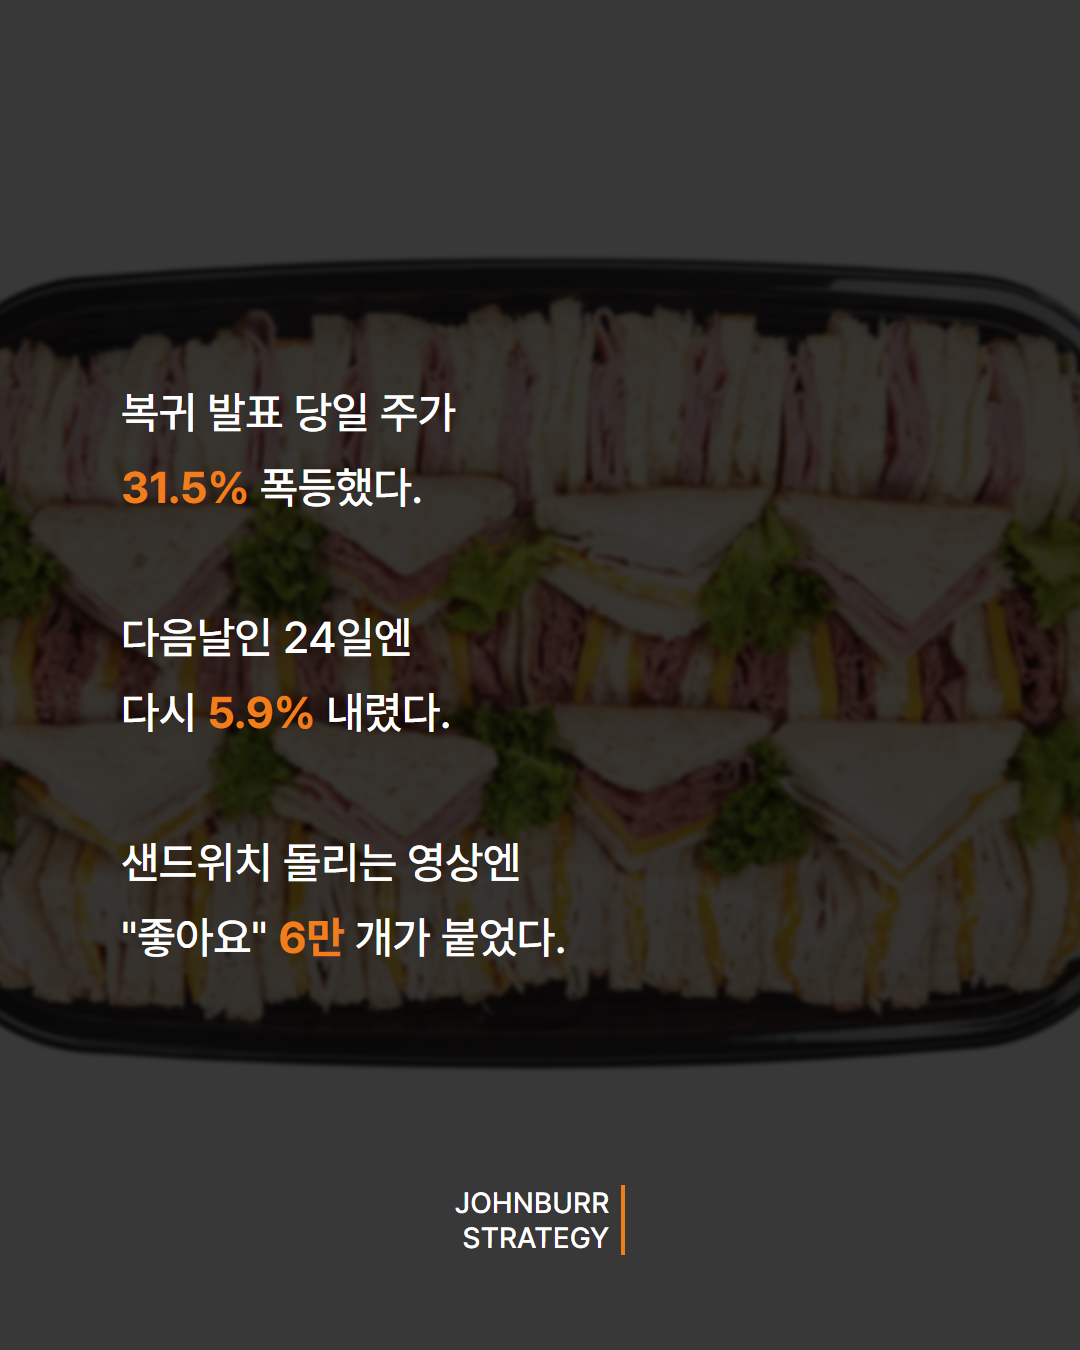 복귀 발표 당일 주가
31.5% 폭등했다.
다음날인 24일엔
다시 5.9% 내렸다.
샌드위치 돌리는 영상엔
"좋아요" 6만 개가 붙었다.
JOHNBURR
STRATEGY